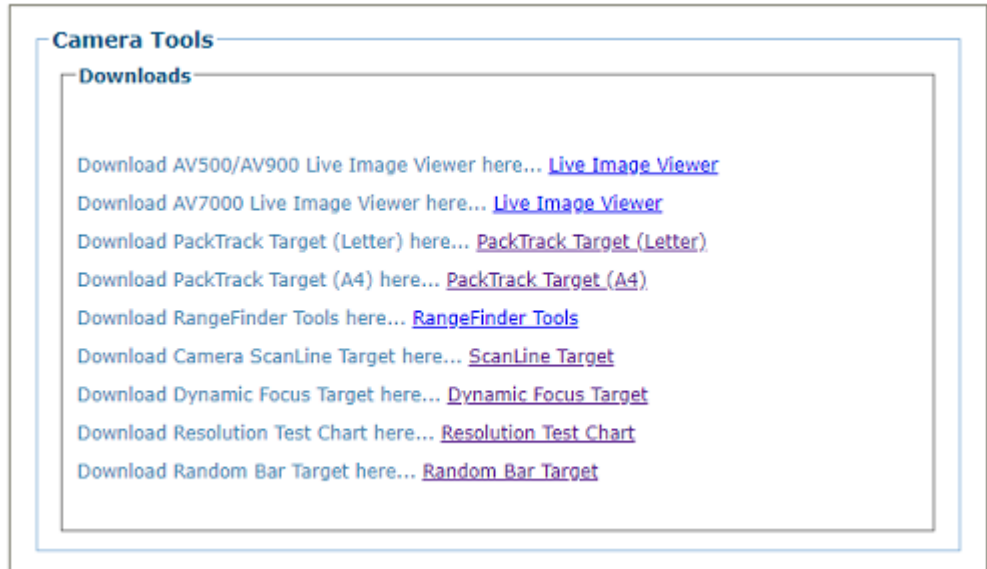 Camera Tools
Downloads
Download AV500/AV900 Live Image Viewer here... Live Image Viewer
Download AV7000 Live Image Viewer here... Live Image Viewer
Download PackTrack Target (Letter) here... PackTrack Target (Letter)
Download PackTrack Target (A4) here... PackTrack Target (A4)
Download RangeFinder Tools here... RangeFinder Tools
Download Camera ScanLine Target here... ScanLine Target
Download Dynamic Focus Target here... Dynamic Focus Target
Download Resolution Test Chart here... Resolution Test Chart
Download Random Bar Target here... Random Bar Target